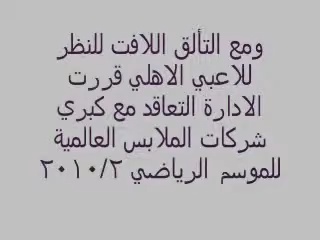 ومع التألق اللافت للنظر
للاعبي الاهلي قررت
الادارة التعاقد مع كبري
شركات الملابس العالمية
للموسم الرياضي ٢٠١٠/٢